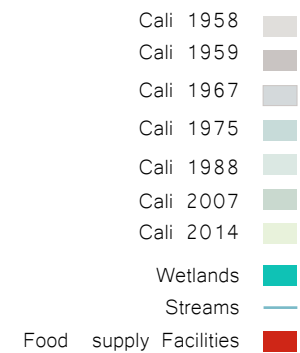 Cali 1958
Cali 1959
Cali 1967
Cali 1975
Cali 1988
Cali 2007
Cali 2014
Wetlands
Streams
Food supply Facilities